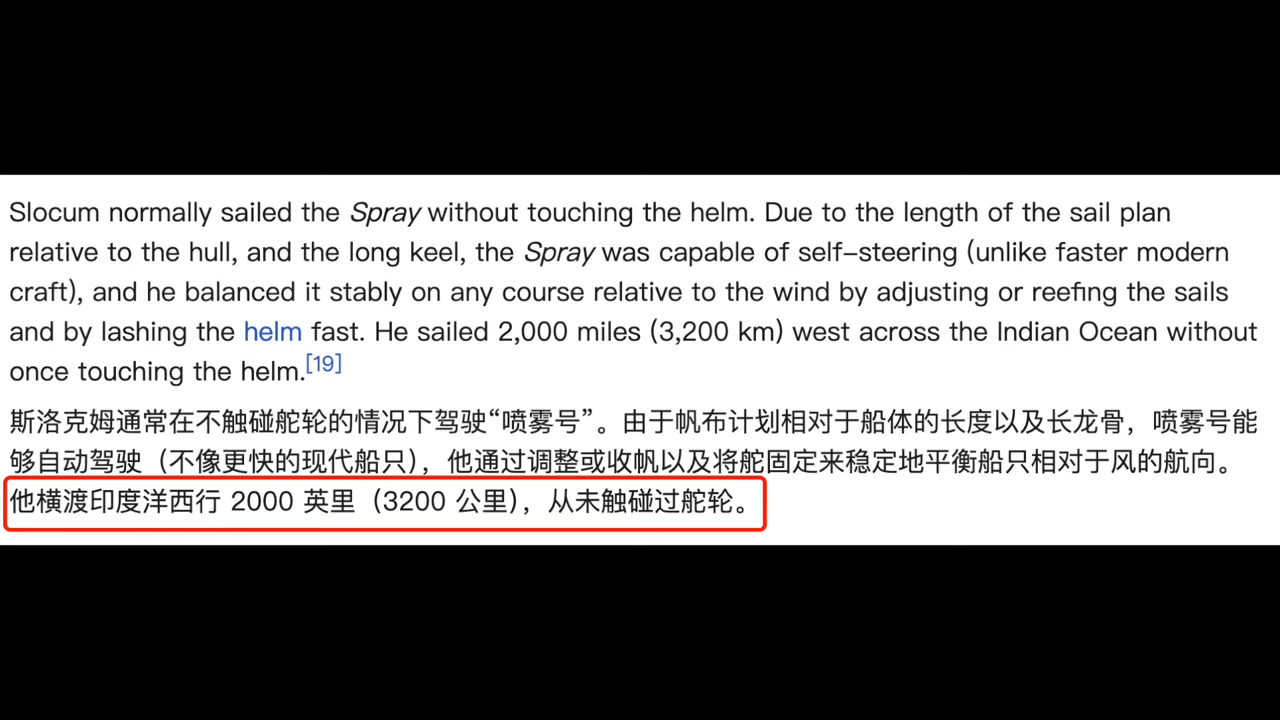 Slocum normally sailed the Spray without touching the helm. Due to the length of the sail plan
relative to the hull, and the long keel, the Spray was capable of self–steering (unlike faster modern
craft), and he balanced it stably on any course relative to the wind by adjusting or reefing the sails
and by lashing the helm fast. He sailed 2,000 miles (3,200 km) west across the Indian Ocean without
once touching the helm.[19]
斯洛克姆通常在不触碰舵轮的情况下驾驶“喷雾号”。由于帆布计划相对于船体的长度以及长龙骨，喷雾号能
够自动驾驶（不像更快的现代船只），他通过调整或收帆以及将舵固定来稳定地平衡船只相对于风的航向。
他横渡印度洋西行 2000 英里（3200 公里），从未触碰过舵轮。